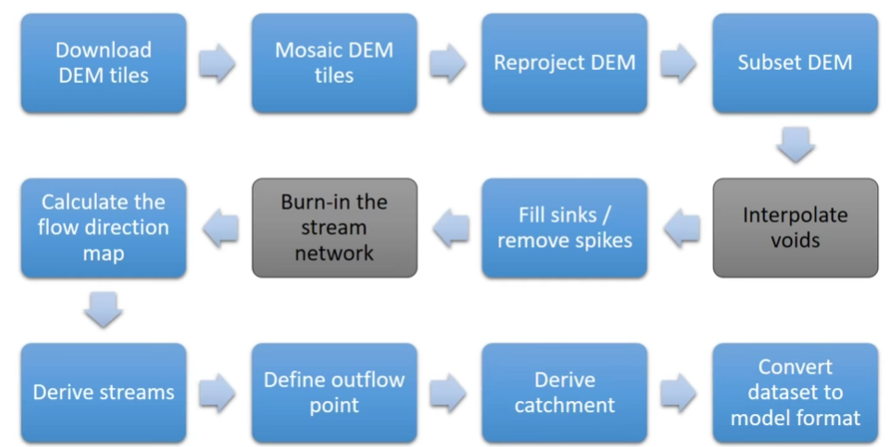 Download
DEM tiles
Mosaic DEM
tiles
Reproject DEM
Subset DEM
Interpolate
voids
Fill sinks /
remove spikes
Burn-in the
stream
network
Calculate the
flow direction
map
Derive streams
Define outflow
point
Derive
catchment
Convert
dataset to
model format